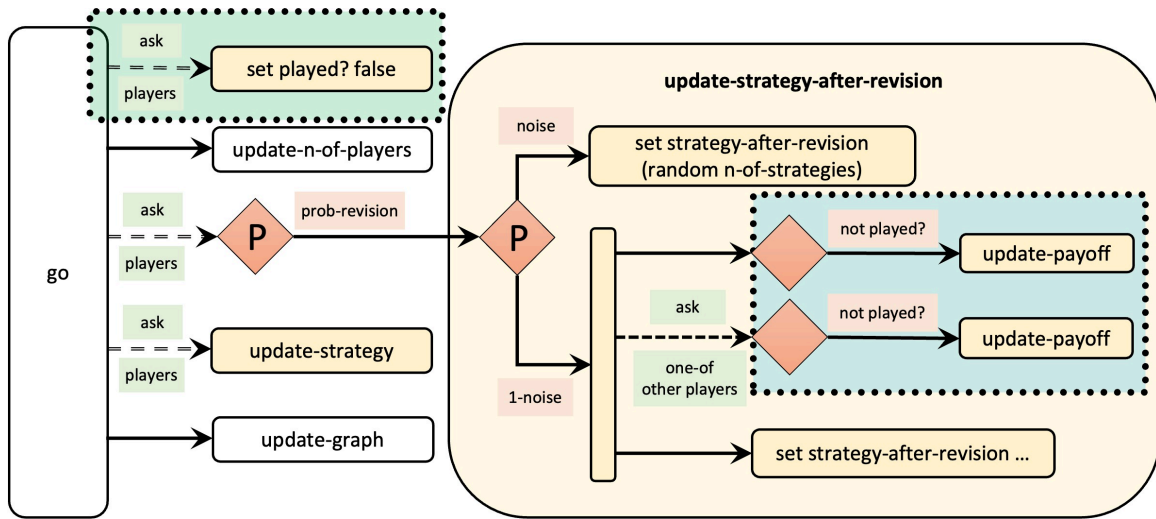 go
ask
players
set played? false
update-n-of-players
ask
players
P
prob-revision
ask
players
update-strategy
update-graph
update-strategy-after-revision
P
noise
set strategy-after-revision
(random n-of-strategies)
1-noise
not played?
update-payoff
ask
one-of
other players
not played?
update-payoff
set strategy-after-revision ...